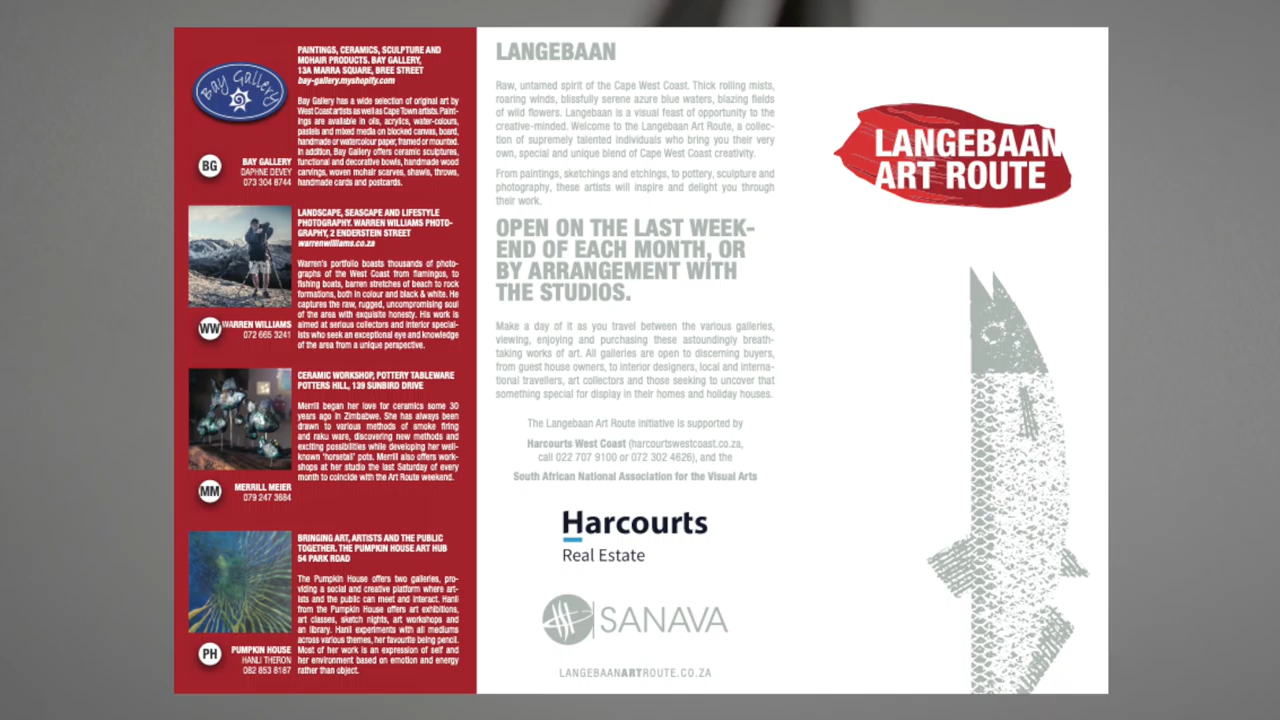 Bay Gallery
PAINTINGS, CERAMICS, SCULPTURE AND
MOHAIR PRODUCTS. BAY GALLERY,
13A MARRA SQUARE, BREE STREET
bay-gallery.myshopify.com
Bay Gallery has a wide selection of original art by
West Coast artists as well as Cape Town artists. Paint-
ings are available in oils, acrylics, water-colours,
pastels and mixed media on blocked canvas, board,
handmade or watercolour paper, framed or mounted.
In addition, Bay Gallery offers ceramic sculptures,
functional and decorative bowls, handmade wood
carvings, woven mohair scarves, shawls, throws,
handmade cards and postcards.
BG
BAY GALLERY
DAPHNE DEVEY
073 304 8744
LANDSCAPE, SEASCAPE AND LIFESTYLE
PHOTOGRAPHY. WARREN WILLIAMS PHOTO-
GRAPHY, 2 ENDERSTEIN STREET
warrenwilliams.co.za
Warren's portfolio boasts thousands of photo-
graphs of the West Coast from flamingos, to
fishing boats, barren stretches of beach to rock
formations, both in colour and black & white. He
captures the raw, rugged, uncompromising soul
of the area with exquisite honesty. His work is
aimed at serious collectors and interior special-
ists who seek an exceptional eye and knowledge
of the area from a unique perspective.
WW
WARREN WILLIAMS
072 665 3241
CERAMIC WORKSHOP, POTTERY TABLEWARE
POTTERS HILL, 139 SUNBIRD DRIVE
Merrill began her love for ceramics some 30
years ago in Zimbabwe. She has always been
drawn to various methods of smoke firing
and raku ware, discovering new methods and
exciting possibilities while developing her well-
known 'horsetail' pots. Merrill also offers work-
shops at her studio the last Saturday of every
month to coincide with the Art Route weekend.
MM
MERRILL MEIER
079 247 3684
BRINGING ART, ARTISTS AND THE PUBLIC
TOGETHER. THE PUMPKIN HOUSE ART HUB
54 PARK ROAD
The Pumpkin House offers two galleries, pro-
viding a social and creative platform where art-
ists and the public can meet and interact. Hanli
from the Pumpkin House offers art exhibitions,
art classes, sketch nights, art workshops and
an library. Hanli experiments with all mediums
across various themes, her favourite being pencil.
Most of her work is an expression of self and
her environment based on emotion and energy
rather than object.
PH
PUMPKIN HOUSE
HANLI THERON
082 853 8187
LANGEBAAN
Raw, untamed spirit of the Cape West Coast. Thick rolling mists,
roaring winds, blissfully serene azure blue waters, blazing fields
of wild flowers. Langebaan is a visual feast of opportunity to the
creative-minded. Welcome to the Langebaan Art Route, a collec-
tion of supremely talented individuals who bring you their very
own, special and unique blend of Cape West Coast creativity.
From paintings, sketchings and etchings, to pottery, sculpture and
photography, these artists will inspire and delight you through
their work.
OPEN ON THE LAST WEEK-
END OF EACH MONTH, OR
BY ARRANGEMENT WITH
THE STUDIOS.
Make a day of it as you travel between the various galleries,
viewing, enjoying and purchasing these astoundingly breath-
taking works of art. All galleries are open to discerning buyers,
from guest house owners, to interior designers, local and interna-
tional travellers, art collectors and those seeking to uncover that
something special for display in their homes and holiday houses.
The Langebaan Art Route initiative is supported by
Harcourts West Coast (harcourtswestcoast.co.za,
call 022 707 9100 or 072 302 4626), and the
South African National Association for the Visual Arts
Harcourts
Real Estate
SANAVA
LANGEBAANARTROUTE.CO.ZA
LANGEBAAN
ART ROUTE